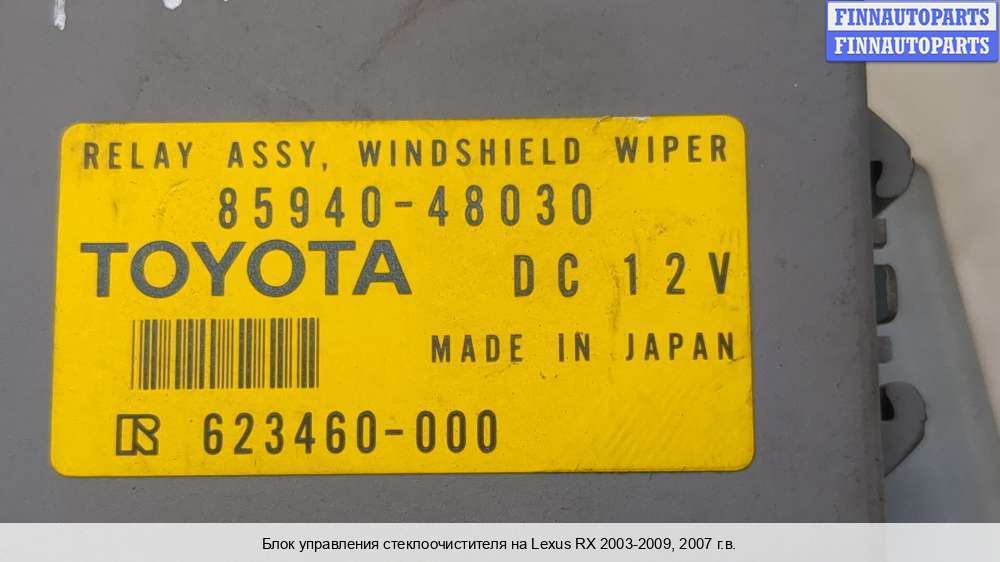 FINNAUTOPARTS
FINNAUTOPARTS
RELAY ASSY, WINDSHIELD WIPER
85940-48030
TOYOTA DC 12V
MADE IN JAPAN
R 623460-000
Блок управления стеклоочистителя на Lexus RX 2003-2009, 2007 г.в.